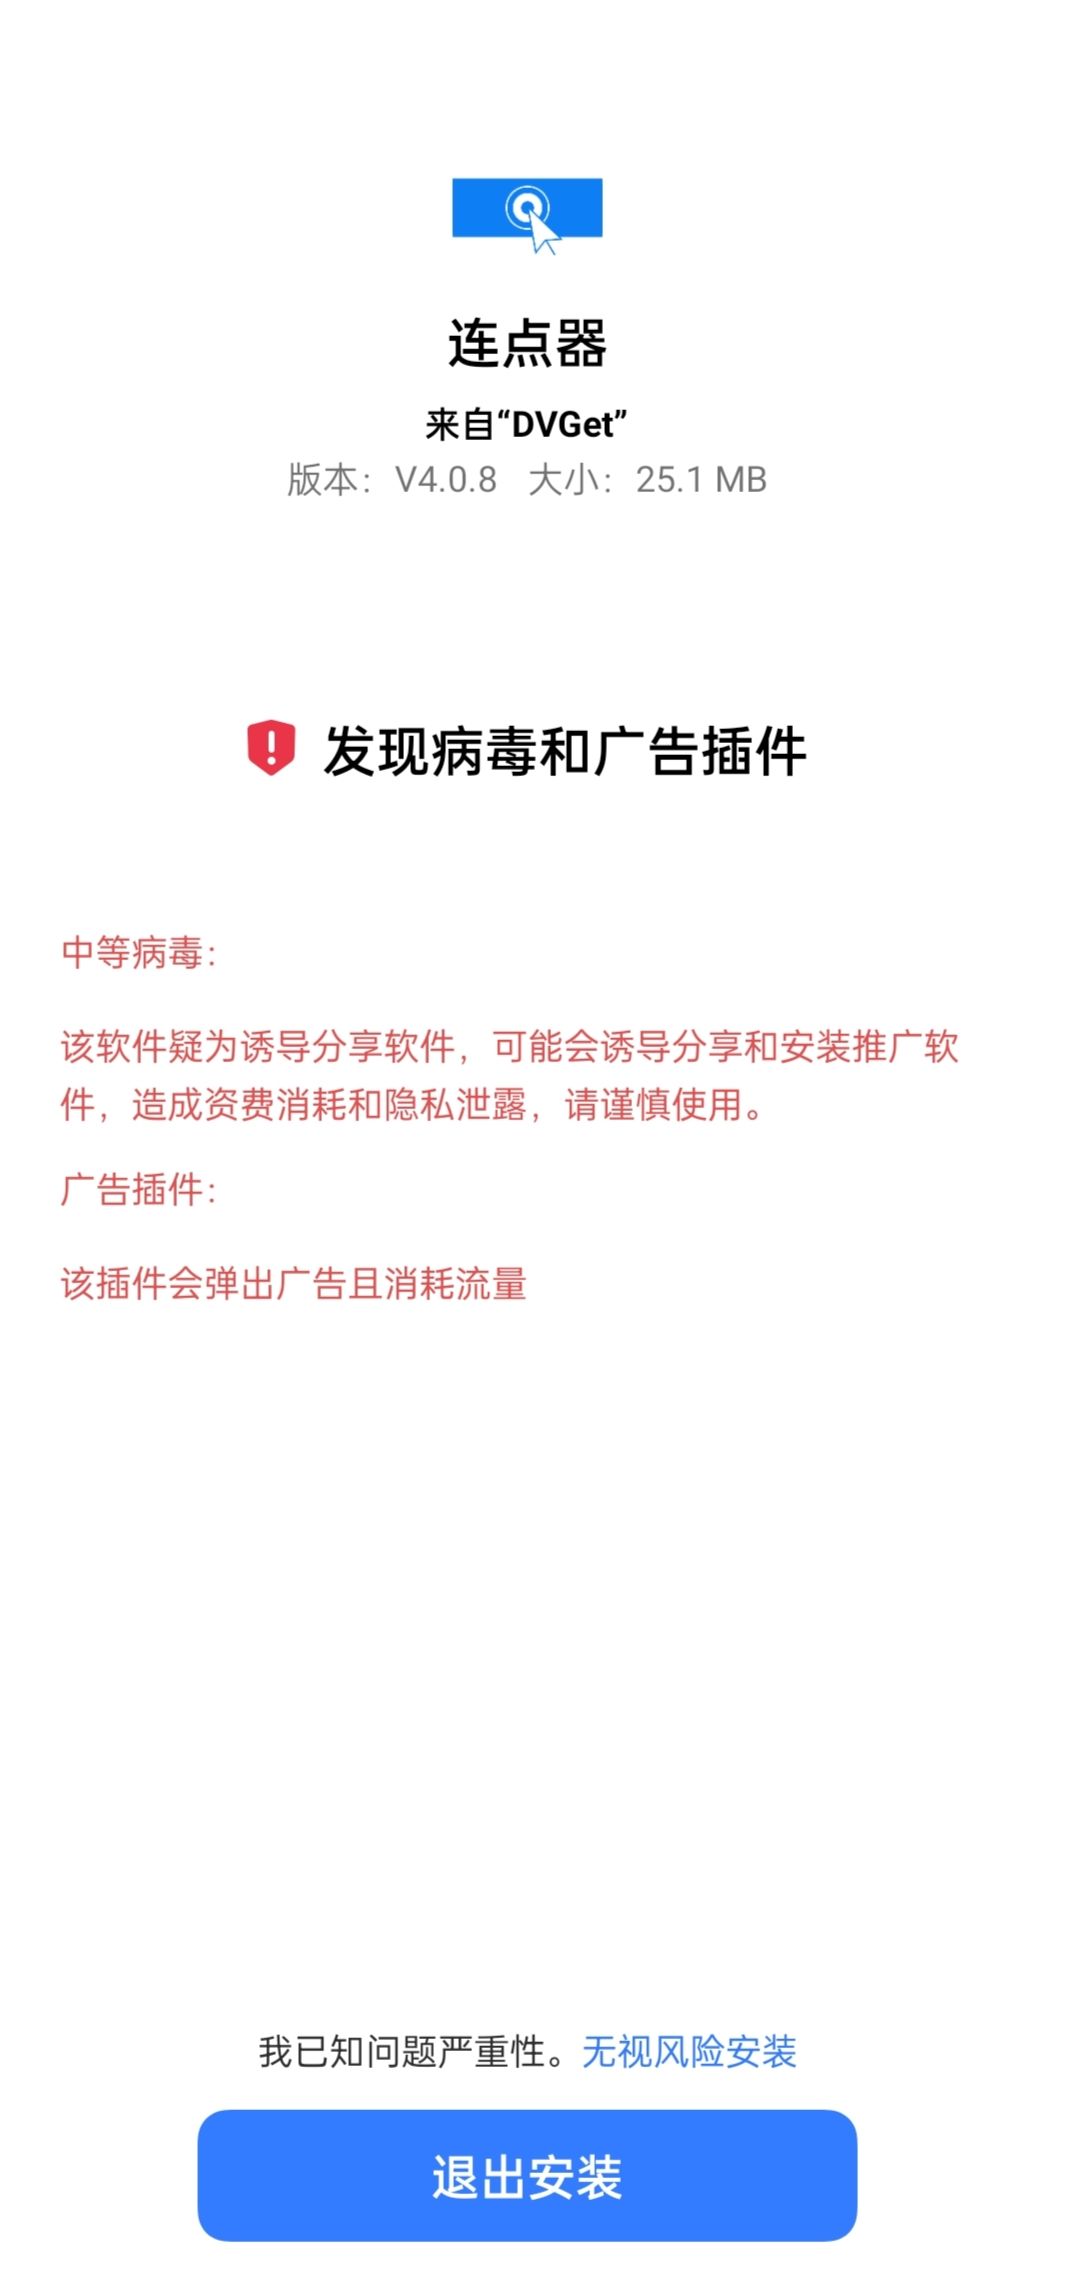 连点器
来自“DVGet”
版本：V4.0.8 大小：25.1 MB
发现病毒和广告插件
中等病毒：
该软件疑为诱导分享软件，可能会诱导分享和安装推广软
件，造成资费消耗和隐私泄露，请谨慎使用。
广告插件：
该插件会弹出广告且消耗流量
我已知问题严重性。无视风险安装
退出安装